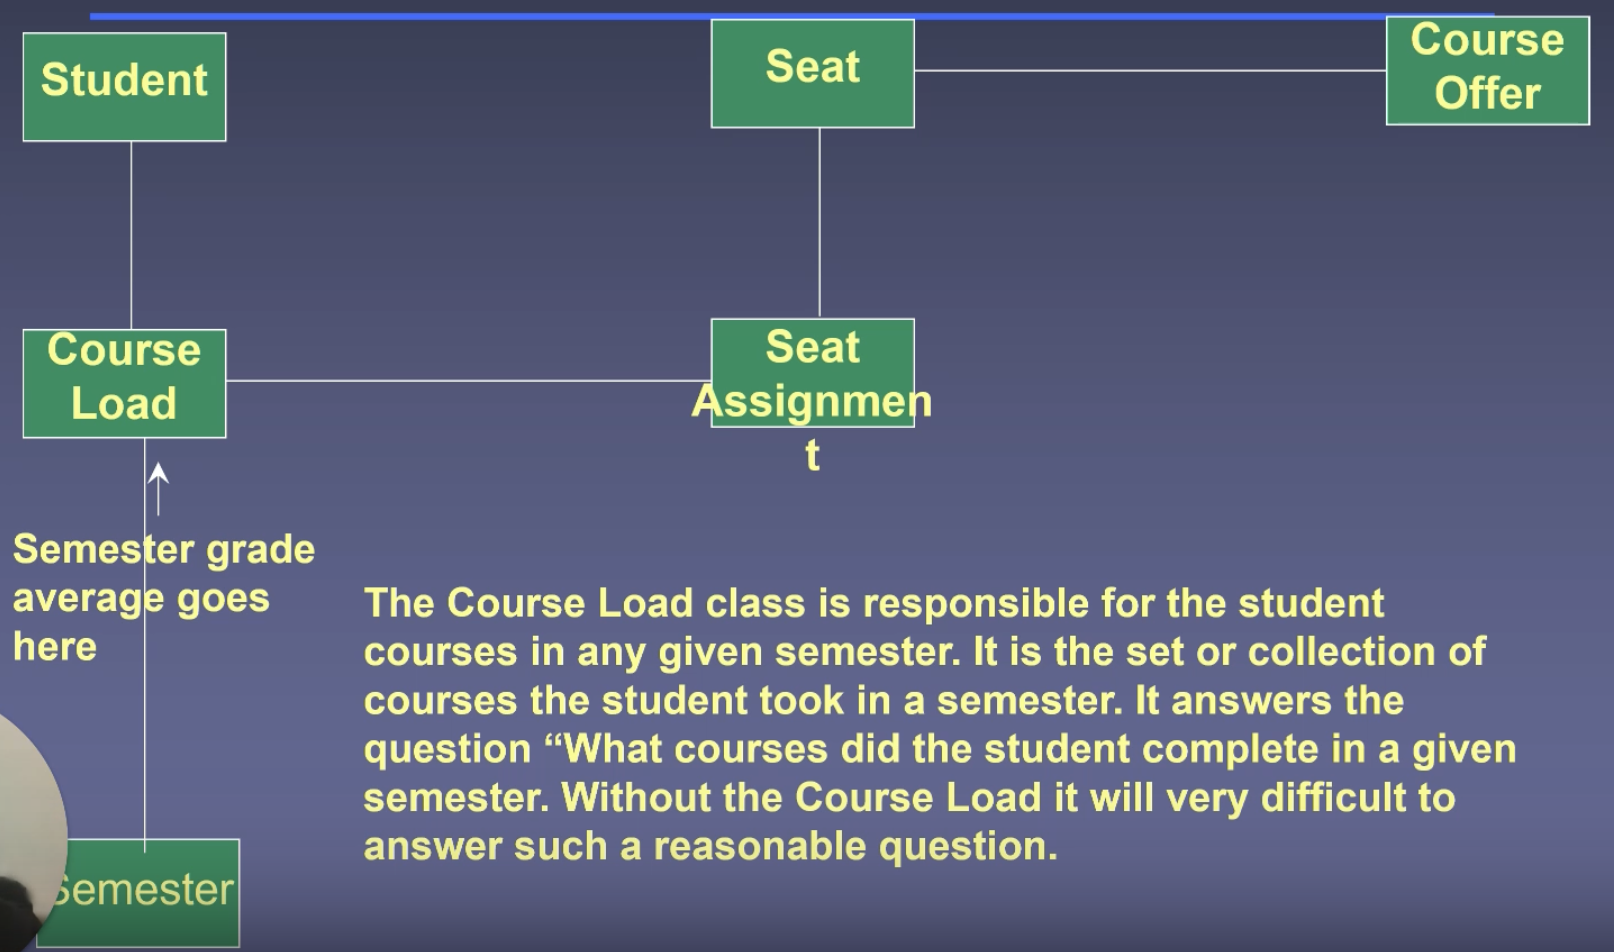 Student
Seat
Course
Offer
Course
Load
Seat
Assignmen
t
Semester grade
average goes
here
The Course Load class is responsible for the student
courses in any given semester. It is the set or collection of
courses the student took in a semester. It answers the
question “What courses did the student complete in a given
semester. Without the Course Load it will very difficult to
answer such a reasonable question.
Semester